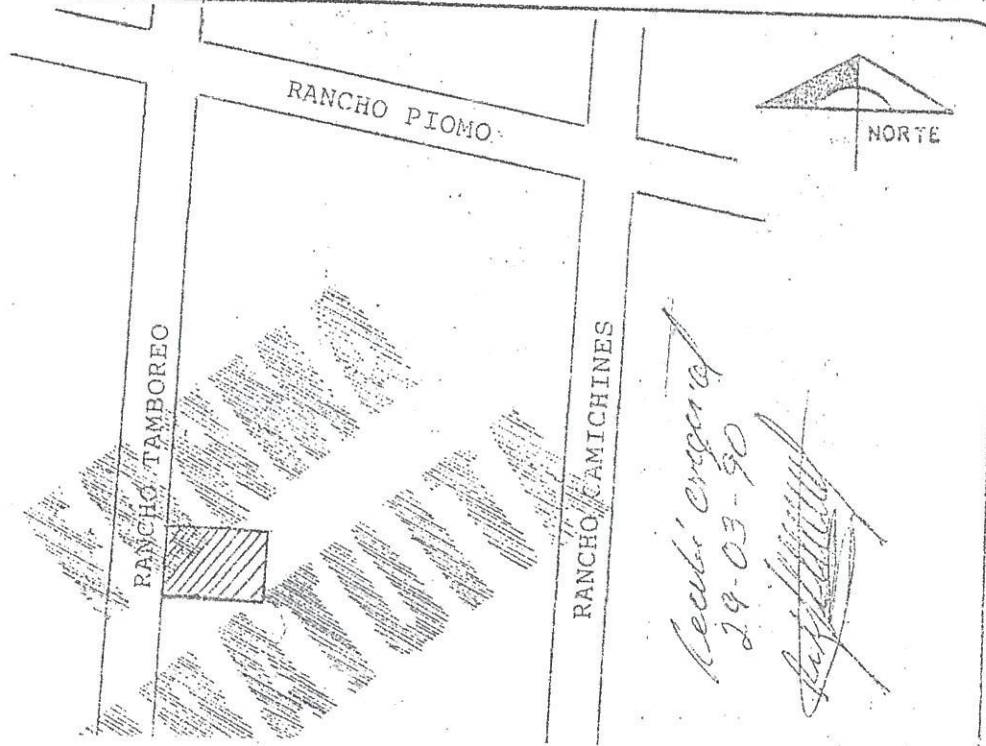 RANCHO PIOMO
NORTE
RANCHO TAMBOREO
RANCHO CAMICHINES
Recibí original
29-03-90